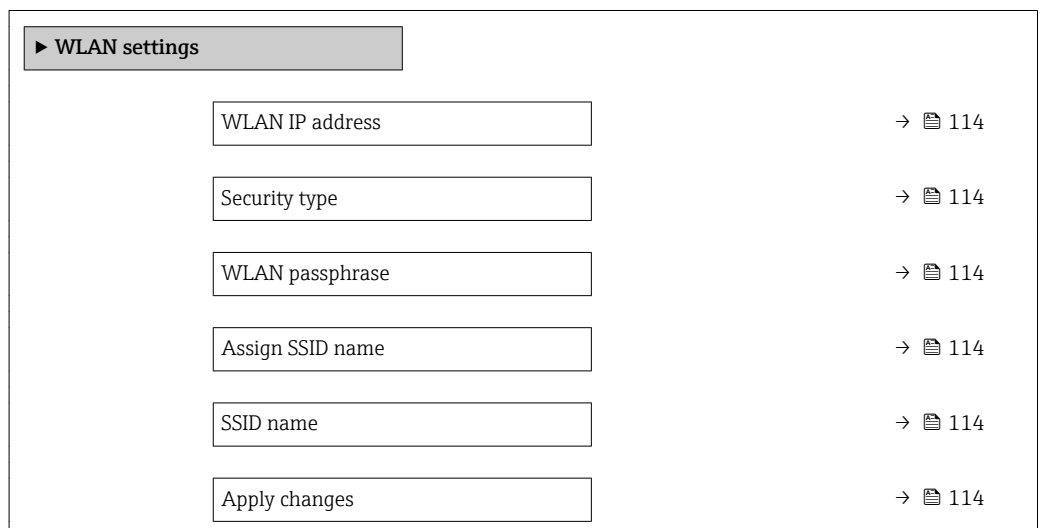 ▶ WLAN settings
WLAN IP address → 114
Security type → 114
WLAN passphrase → 114
Assign SSID name → 114
SSID name → 114
Apply changes → 114